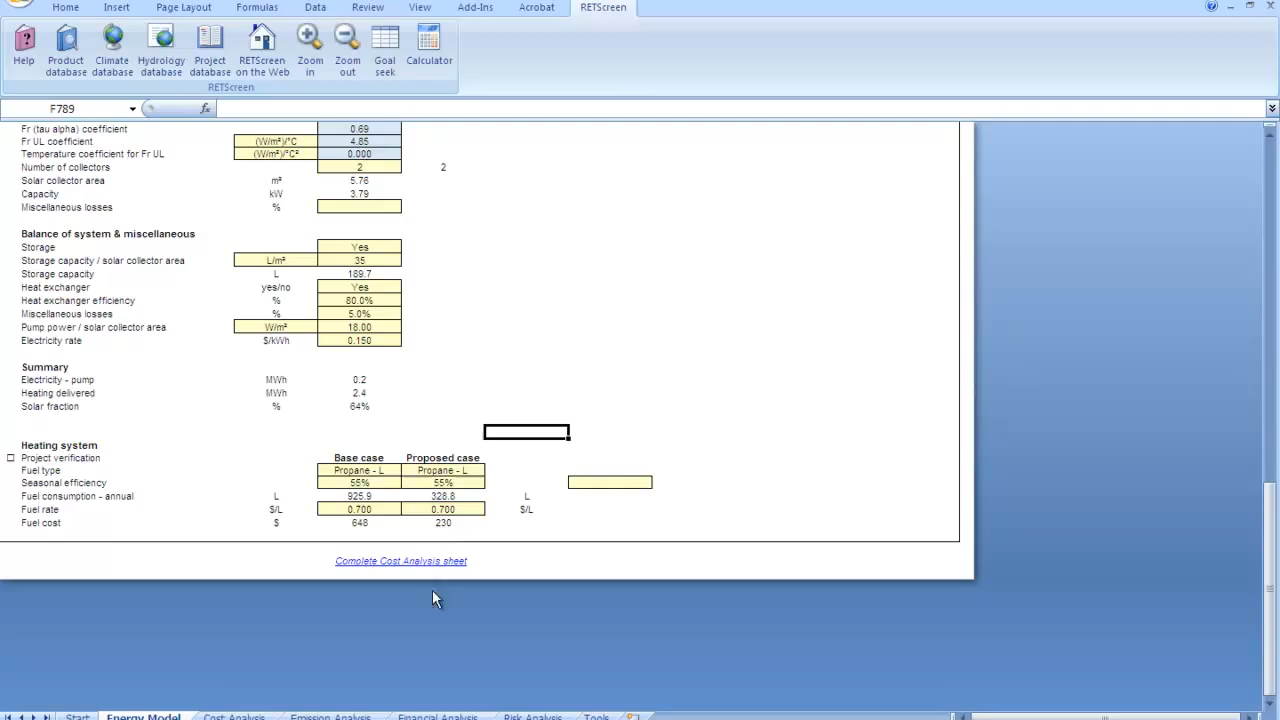 Home Insert Page Layout Formulas Data Review View Add-Ins Acrobat RETScreen
Help Product database Climate database Hydrology database Project database RETScreen on the Web Zoom in Zoom out Goal seek Calculator
RETScreen
F789 fx
Fr (tau alpha) coefficient 0.69
Fr UL coefficient (W/m²)/°C 4.85
Temperature coefficient for Fr UL (W/m²)/°C² 0.000
Number of collectors 2 2
Solar collector area m² 5.76
Capacity kW 3.79
Miscellaneous losses %
Balance of system & miscellaneous
Storage Yes
Storage capacity / solar collector area L/m² 35
Storage capacity L 189.7
Heat exchanger yes/no Yes
Heat exchanger efficiency % 80.0%
Miscellaneous losses % 5.0%
Pump power / solar collector area W/m² 18.00
Electricity rate $/kWh 0.150
Summary
Electricity - pump MWh 0.2
Heating delivered MWh 2.4
Solar fraction % 64%
Heating system
Project verification Base case Proposed case
Fuel type Propane - L Propane - L
Seasonal efficiency 55% 55%
Fuel consumption - annual L 925.9 328.8 L
Fuel rate $/L 0.700 0.700 $/L
Fuel cost $ 648 230
Complete Cost Analysis sheet
Start Energy Model Cost Analysis Emission Analysis Financial Analysis Risk Analysis Tools